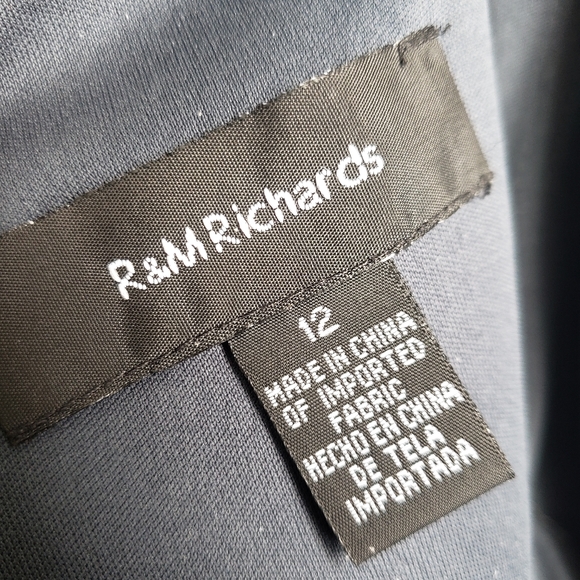 R&M Richards
12
MADE IN CHINA
OF IMPORTED
FABRIC
HECHO EN CHINA
DE TELA
IMPORTADA